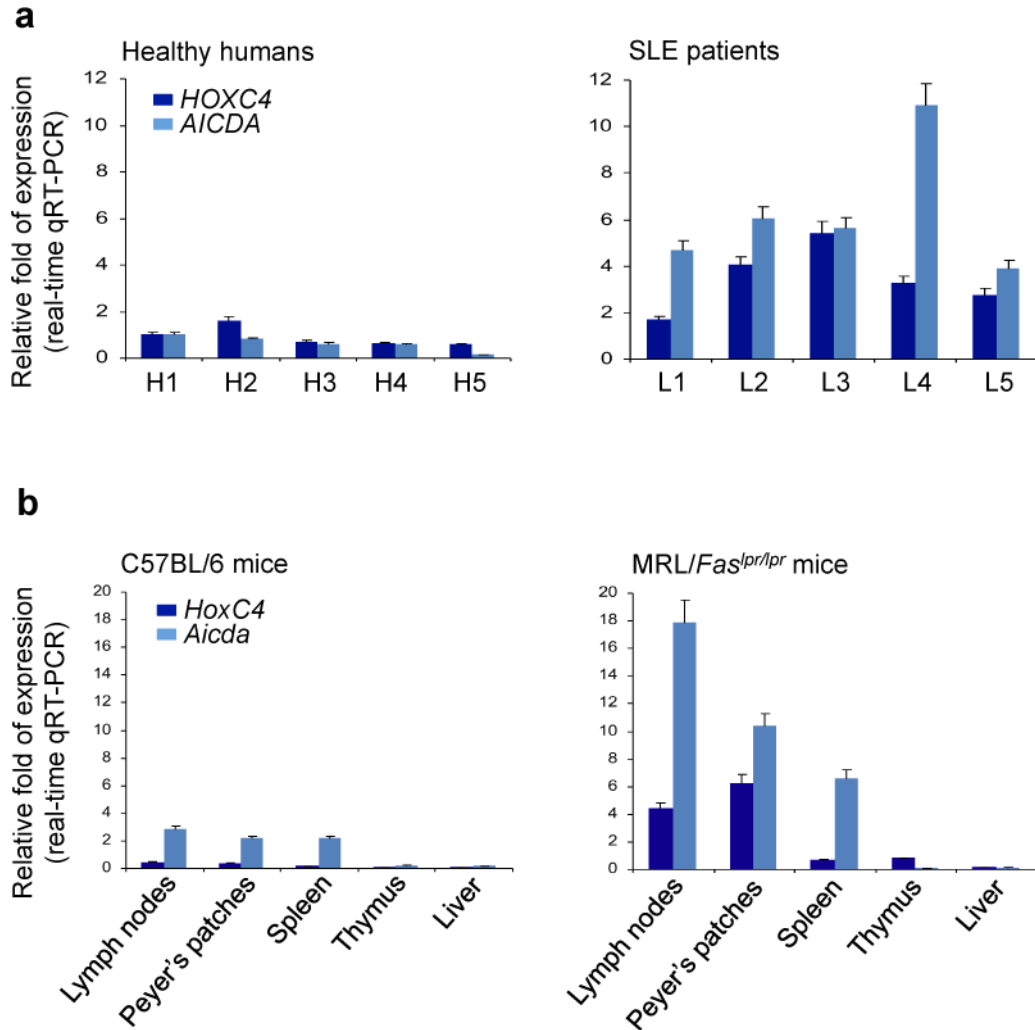 a
Healthy humans
SLE patients
Relative fold of expression
(real-time qRT-PCR)
12
10
8
6
4
2
0
HOXC4
AICDA
H1 H2 H3 H4 H5
12
10
8
6
4
2
0
L1 L2 L3 L4 L5
b
C57BL/6 mice
MRL/Fas^lpr/lpr mice
Relative fold of expression
(real-time qRT-PCR)
20
18
16
14
12
10
8
6
4
2
0
HoxC4
Aicda
Lymph nodes
Peyer's patches
Spleen
Thymus
Liver
20
18
16
14
12
10
8
6
4
2
0
Lymph nodes
Peyer's patches
Spleen
Thymus
Liver